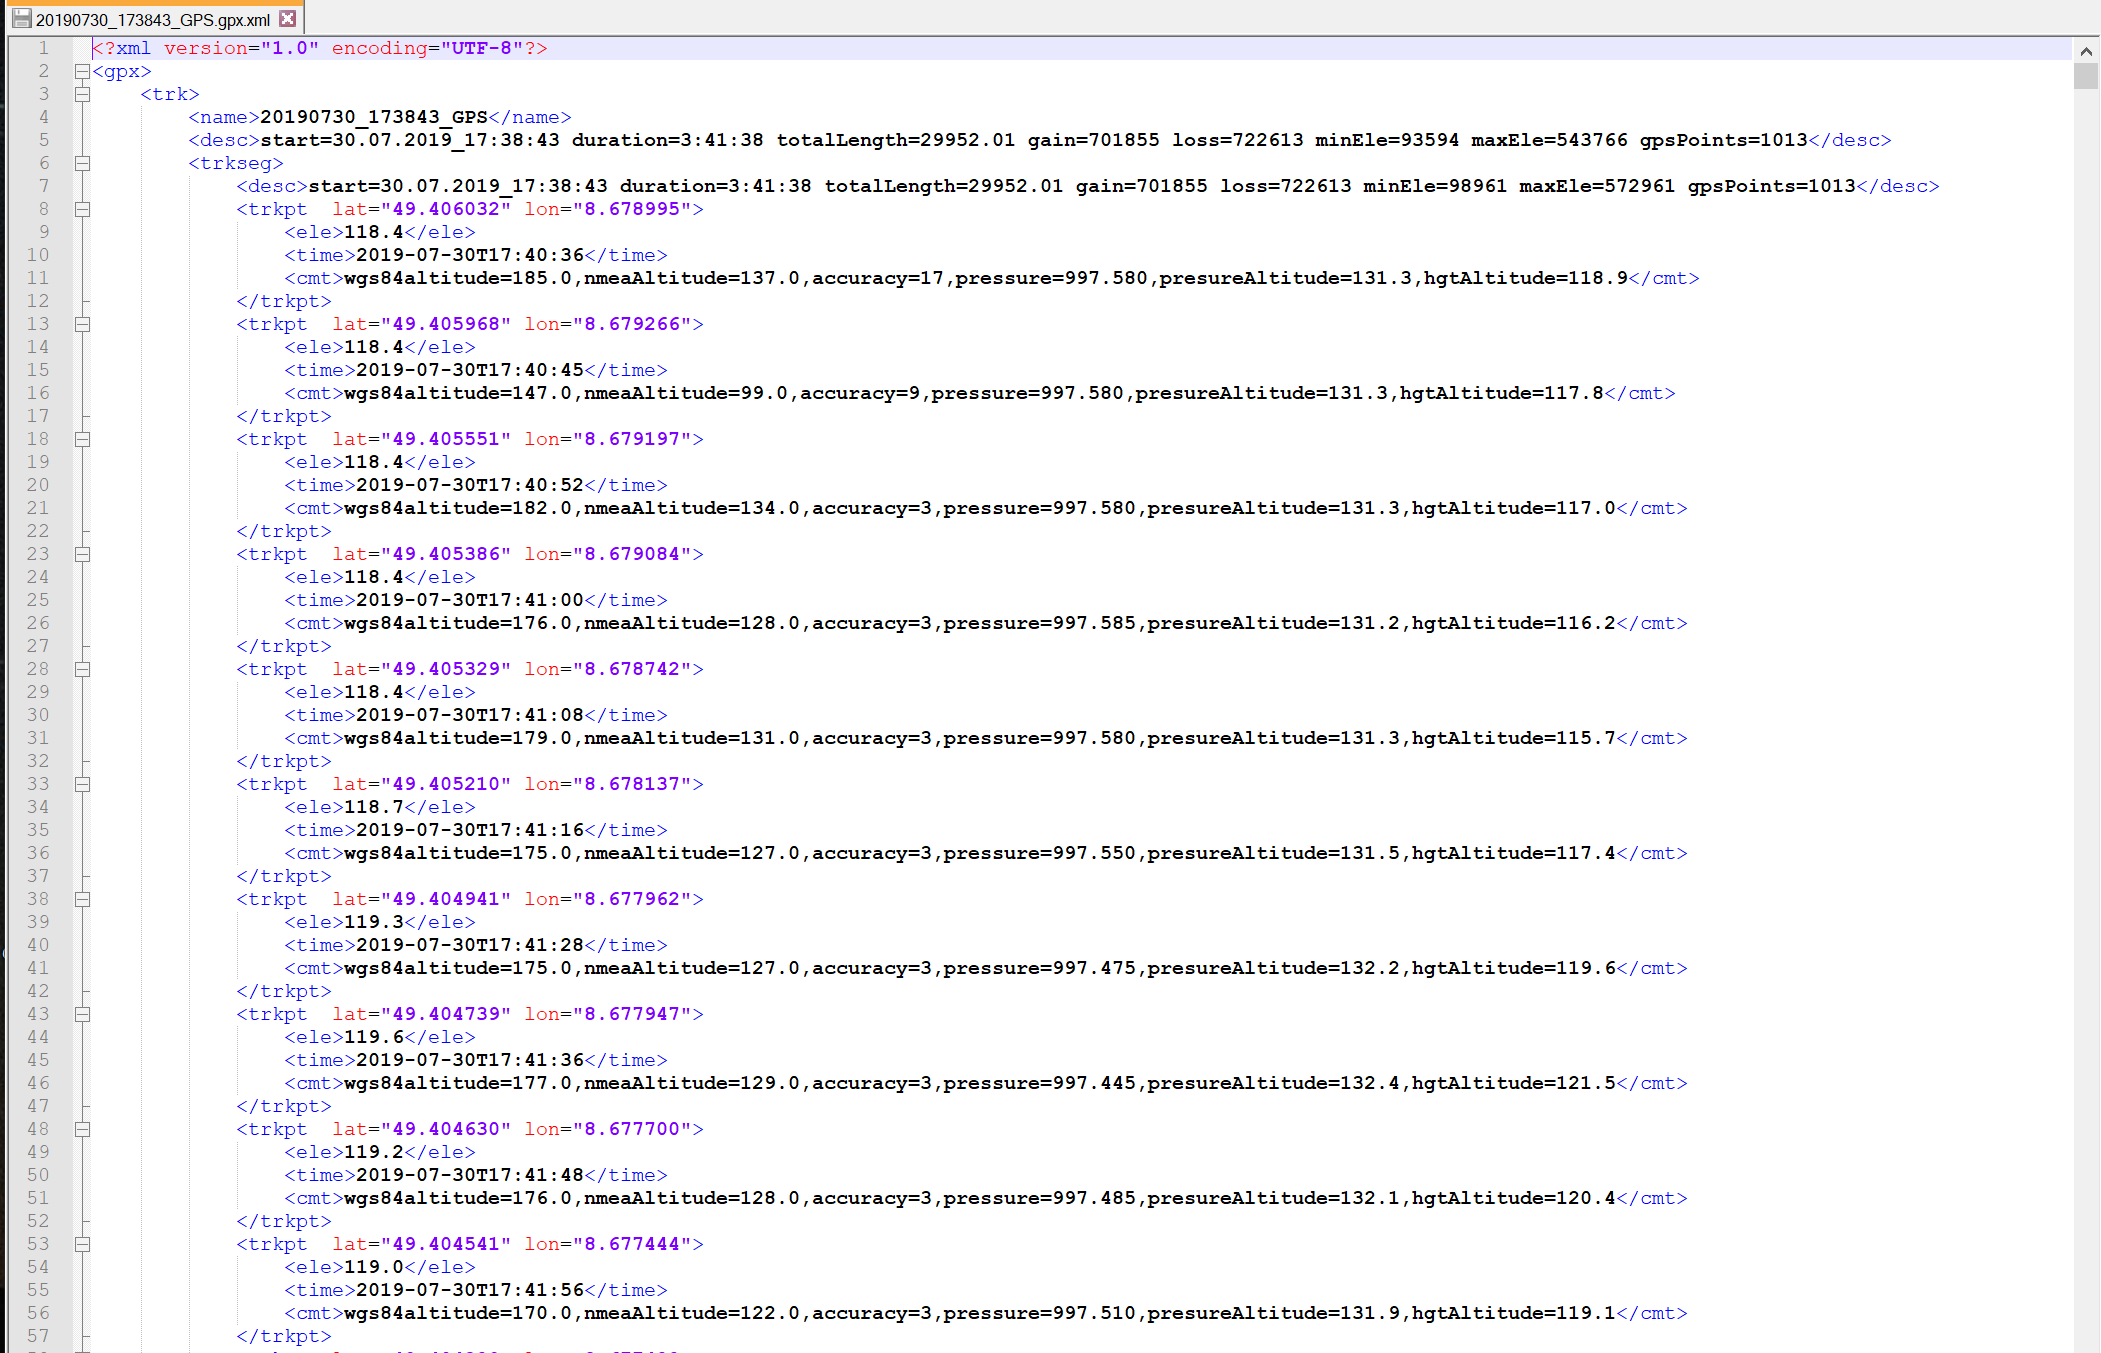 20190730_173843_GPS.gpx.xml
1 <?xml version="1.0" encoding="UTF-8"?>
2 <gpx>
3 <trk>
4 <name>20190730_173843_GPS</name>
5 <desc>start=30.07.2019_17:38:43 duration=3:41:38 totalLength=29952.01 gain=701855 loss=722613 minEle=93594 maxEle=543766 gpsPoints=1013</desc>
6 <trkseg>
7 <desc>start=30.07.2019_17:38:43 duration=3:41:38 totalLength=29952.01 gain=701855 loss=722613 minEle=98961 maxEle=572961 gpsPoints=1013</desc>
8 <trkpt  lat="49.406032" lon="8.678995">
9 <ele>118.4</ele>
10 <time>2019-07-30T17:40:36</time>
11 <cmt>wgs84altitude=185.0,nmeaAltitude=137.0,accuracy=17,pressure=997.580,presureAltitude=131.3,hgtAltitude=118.9</cmt>
12 </trkpt>
13 <trkpt  lat="49.405968" lon="8.679266">
14 <ele>118.4</ele>
15 <time>2019-07-30T17:40:45</time>
16 <cmt>wgs84altitude=147.0,nmeaAltitude=99.0,accuracy=9,pressure=997.580,presureAltitude=131.3,hgtAltitude=117.8</cmt>
17 </trkpt>
18 <trkpt  lat="49.405551" lon="8.679197">
19 <ele>118.4</ele>
20 <time>2019-07-30T17:40:52</time>
21 <cmt>wgs84altitude=182.0,nmeaAltitude=134.0,accuracy=3,pressure=997.580,presureAltitude=131.3,hgtAltitude=117.0</cmt>
22 </trkpt>
23 <trkpt  lat="49.405386" lon="8.679084">
24 <ele>118.4</ele>
25 <time>2019-07-30T17:41:00</time>
26 <cmt>wgs84altitude=176.0,nmeaAltitude=128.0,accuracy=3,pressure=997.585,presureAltitude=131.2,hgtAltitude=116.2</cmt>
27 </trkpt>
28 <trkpt  lat="49.405329" lon="8.678742">
29 <ele>118.4</ele>
30 <time>2019-07-30T17:41:08</time>
31 <cmt>wgs84altitude=179.0,nmeaAltitude=131.0,accuracy=3,pressure=997.580,presureAltitude=131.3,hgtAltitude=115.7</cmt>
32 </trkpt>
33 <trkpt  lat="49.405210" lon="8.678137">
34 <ele>118.7</ele>
35 <time>2019-07-30T17:41:16</time>
36 <cmt>wgs84altitude=175.0,nmeaAltitude=127.0,accuracy=3,pressure=997.550,presureAltitude=131.5,hgtAltitude=117.4</cmt>
37 </trkpt>
38 <trkpt  lat="49.404941" lon="8.677962">
39 <ele>119.3</ele>
40 <time>2019-07-30T17:41:28</time>
41 <cmt>wgs84altitude=175.0,nmeaAltitude=127.0,accuracy=3,pressure=997.475,presureAltitude=132.2,hgtAltitude=119.6</cmt>
42 </trkpt>
43 <trkpt  lat="49.404739" lon="8.677947">
44 <ele>119.6</ele>
45 <time>2019-07-30T17:41:36</time>
46 <cmt>wgs84altitude=177.0,nmeaAltitude=129.0,accuracy=3,pressure=997.445,presureAltitude=132.4,hgtAltitude=121.5</cmt>
47 </trkpt>
48 <trkpt  lat="49.404630" lon="8.677700">
49 <ele>119.2</ele>
50 <time>2019-07-30T17:41:48</time>
51 <cmt>wgs84altitude=176.0,nmeaAltitude=128.0,accuracy=3,pressure=997.485,presureAltitude=132.1,hgtAltitude=120.4</cmt>
52 </trkpt>
53 <trkpt  lat="49.404541" lon="8.677444">
54 <ele>119.0</ele>
55 <time>2019-07-30T17:41:56</time>
56 <cmt>wgs84altitude=170.0,nmeaAltitude=122.0,accuracy=3,pressure=997.510,presureAltitude=131.9,hgtAltitude=119.1</cmt>
57 </trkpt>